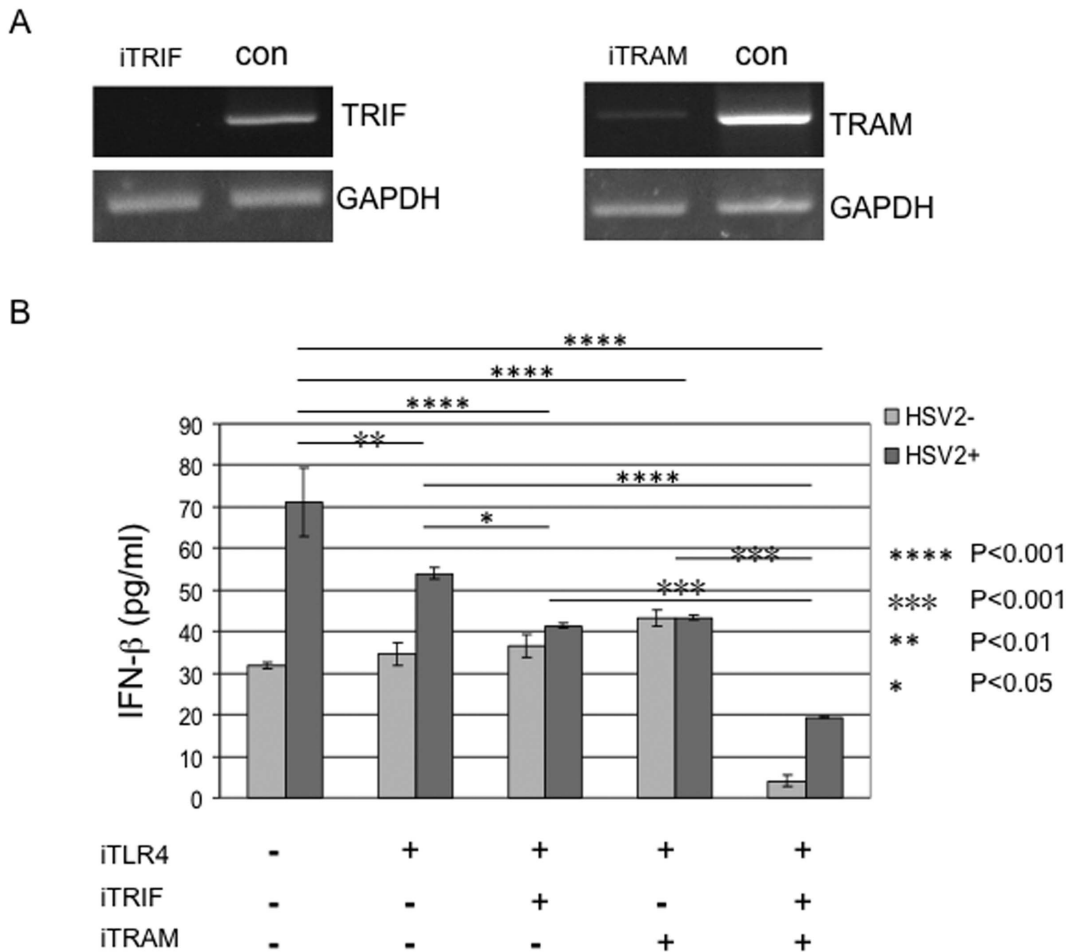 A
iTRIF con iTRAM con
TRIF TRAM
GAPDH GAPDH
B
****
****
****
**
****
*
***
***
HSV2-
HSV2+
**** P<0.001
*** P<0.001
** P<0.01
* P<0.05
IFN-β (pg/ml)
90
80
70
60
50
40
30
20
10
0
iTLR4 - + + + +
iTRIF - - + - +
iTRAM - - - + +